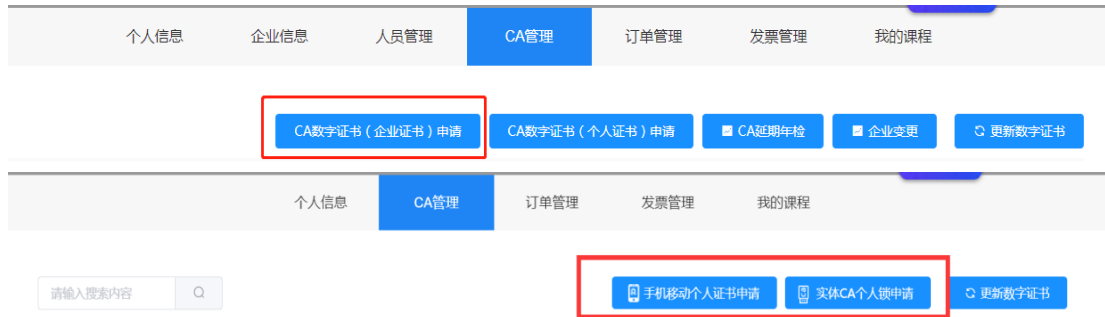 个人信息 企业信息 人员管理 CA管理 订单管理 发票管理 我的课程
CA数字证书（企业证书）申请 CA数字证书（个人证书）申请 CA延期年检 企业变更 更新数字证书
个人信息 CA管理 订单管理 发票管理 我的课程
请输入搜索内容 手机移动个人证书申请 实体CA个人锁申请 更新数字证书